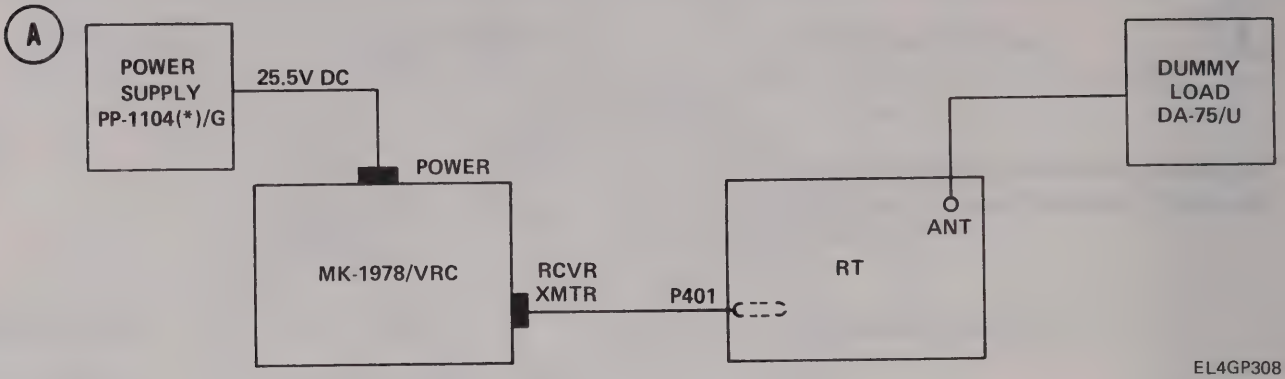 A
POWER
SUPPLY
PP-1104(*)/G
25.5V DC
POWER
MK-1978/VRC
RCVR
XMTR
P401
RT
ANT
DUMMY
LOAD
DA-75/U
EL4GP308